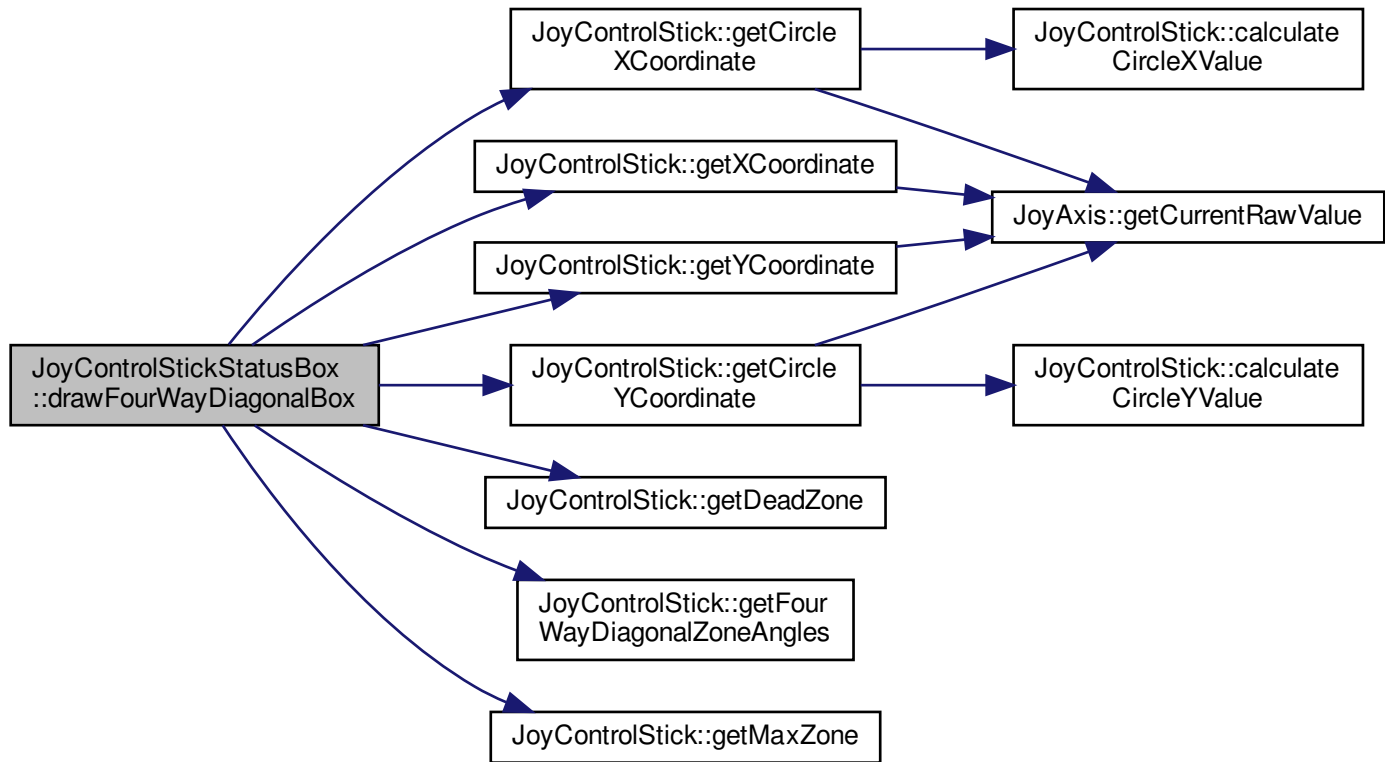 JoyControlStickStatusBox
::drawFourWayDiagonalBox
JoyControlStick::getCircle
XCoordinate
JoyControlStick::calculate
CircleXValue
JoyControlStick::getXCoordinate
JoyAxis::getCurrentRawValue
JoyControlStick::getYCoordinate
JoyControlStick::getCircle
YCoordinate
JoyControlStick::calculate
CircleYValue
JoyControlStick::getDeadZone
JoyControlStick::getFour
WayDiagonalZoneAngles
JoyControlStick::getMaxZone